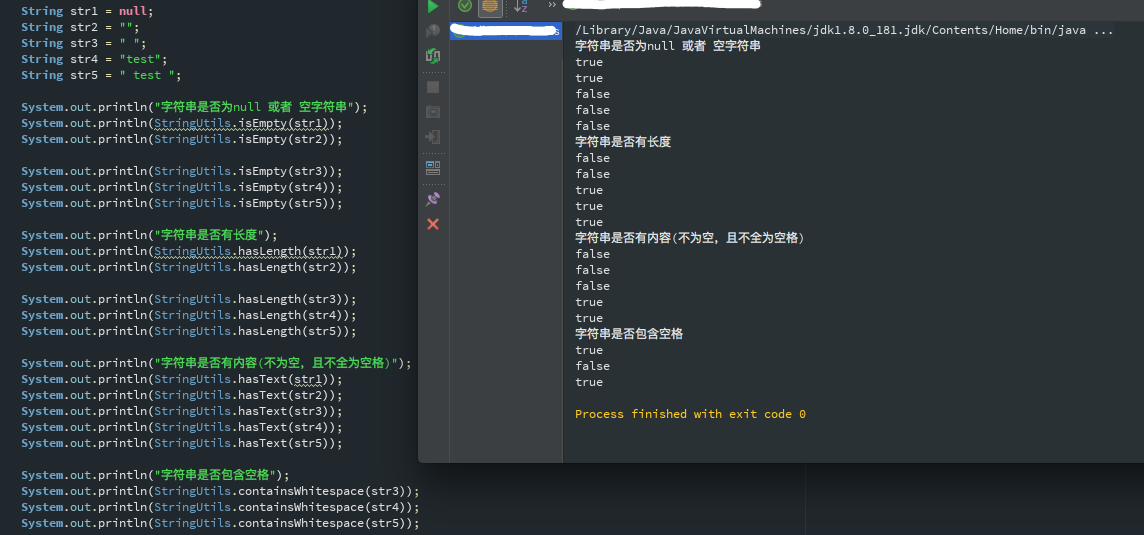 String str1 = null;
String str2 = "";
String str3 = " ";
String str4 = "test";
String str5 = " test ";
System.out.println("字符串是否为null 或者 空字符串");
System.out.println(StringUtils.isEmpty(str1));
System.out.println(StringUtils.isEmpty(str2));
System.out.println(StringUtils.isEmpty(str3));
System.out.println(StringUtils.isEmpty(str4));
System.out.println(StringUtils.isEmpty(str5));
System.out.println("字符串是否有长度");
System.out.println(StringUtils.hasLength(str1));
System.out.println(StringUtils.hasLength(str2));
System.out.println(StringUtils.hasLength(str3));
System.out.println(StringUtils.hasLength(str4));
System.out.println(StringUtils.hasLength(str5));
System.out.println("字符串是否有内容(不为空，且不全为空格)");
System.out.println(StringUtils.hasText(str1));
System.out.println(StringUtils.hasText(str2));
System.out.println(StringUtils.hasText(str3));
System.out.println(StringUtils.hasText(str4));
System.out.println(StringUtils.hasText(str5));
System.out.println("字符串是否包含空格");
System.out.println(StringUtils.containsWhitespace(str3));
System.out.println(StringUtils.containsWhitespace(str4));
System.out.println(StringUtils.containsWhitespace(str5));
/Library/Java/JavaVirtualMachines/jdk1.8.0_181.jdk/Contents/Home/bin/java ...
字符串是否为null 或者 空字符串
true
true
false
false
false
字符串是否有长度
false
false
true
true
true
字符串是否有内容(不为空，且不全为空格)
false
false
false
true
true
字符串是否包含空格
true
false
true
Process finished with exit code 0